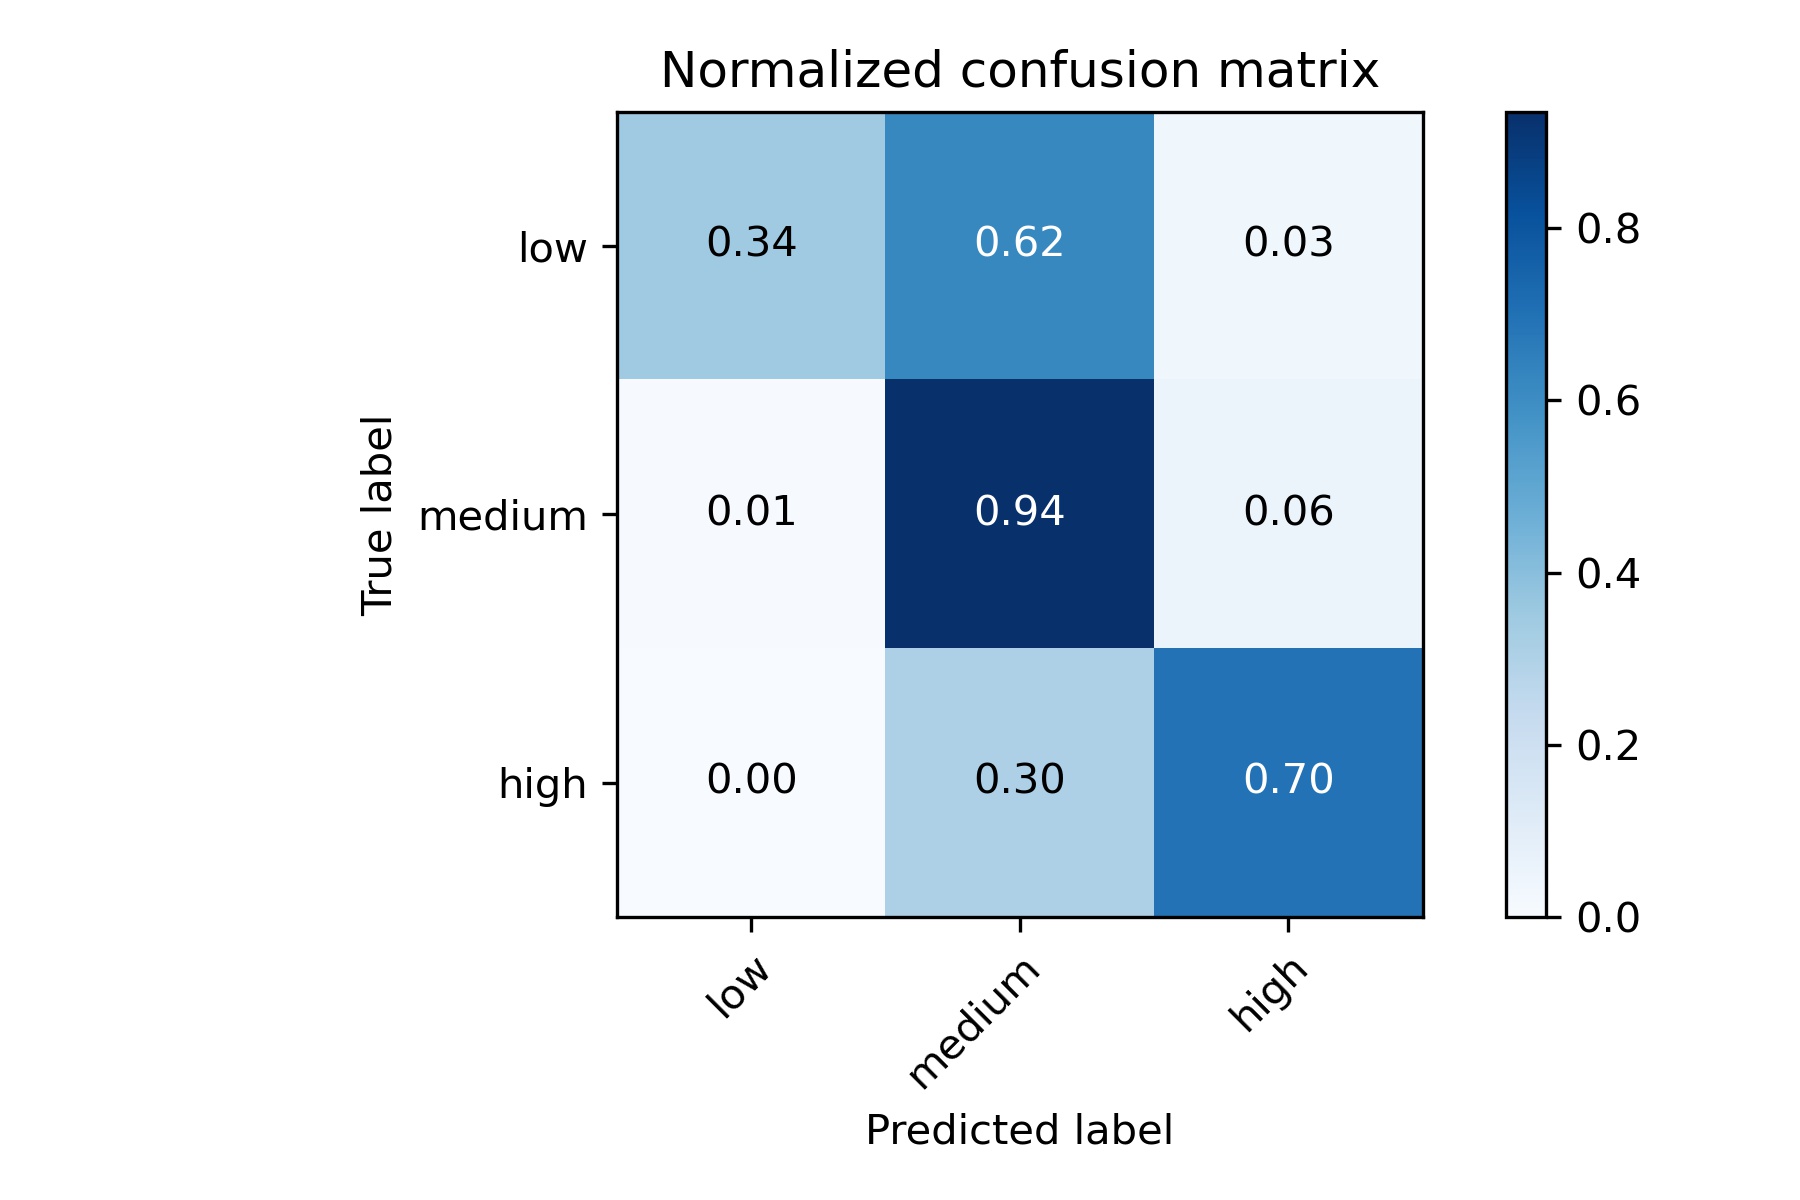 Normalized confusion matrix
True label
low
0.34 0.62 0.03
medium
0.01 0.94 0.06
high
0.00 0.30 0.70
low medium high
Predicted label
0.8
0.6
0.4
0.2
0.0